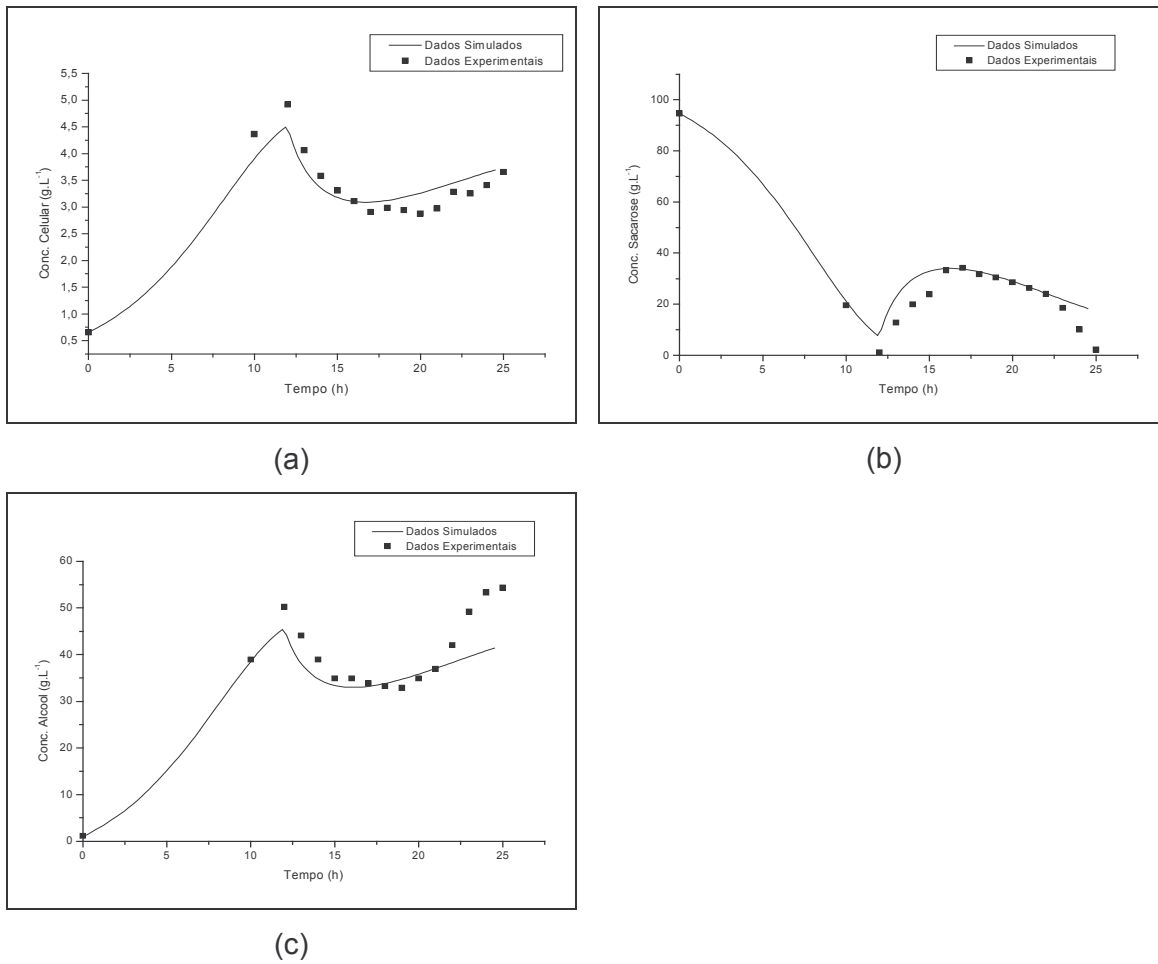 Dados Simulados
Dados Experimentais
5,5
5,0
4,5
4,0
3,5
3,0
2,5
2,0
1,5
1,0
0,5
Conc. Celular (g.L⁻¹)
0 5 10 15 20 25
Tempo (h)
(a)
Dados Simulados
Dados Experimentais
100
80
60
40
20
0
Conc. Sacarose (g.L⁻¹)
0 5 10 15 20 25
Tempo (h)
(b)
Dados Simulados
Dados Experimentais
60
50
40
30
20
10
0
Conc. Alcool (g.L⁻¹)
0 5 10 15 20 25
Tempo (h)
(c)